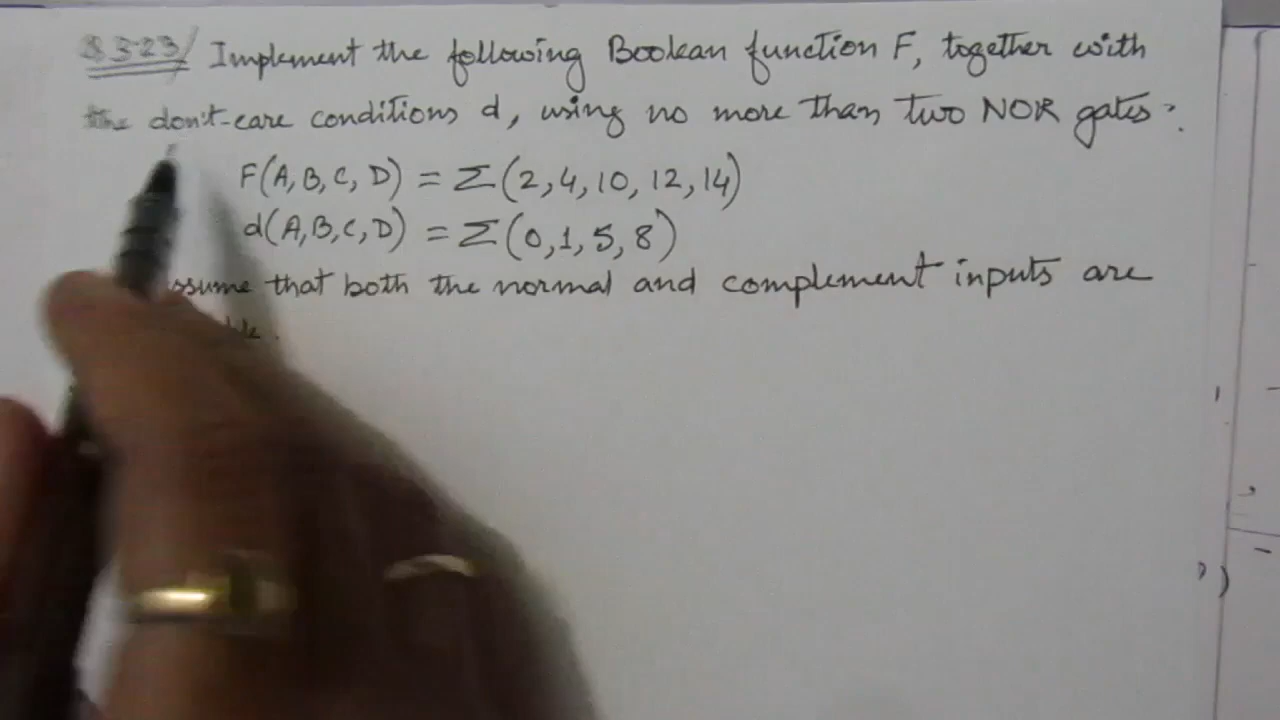 3.23/ Implement the following Boolean function F, together with
the don't-care conditions d, using no more than two NOR gates:
F(A, B, C, D) = Σ(2, 4, 10, 12, 14)
d(A, B, C, D) = Σ(0, 1, 5, 8)
ssume that both the normal and complement inputs are